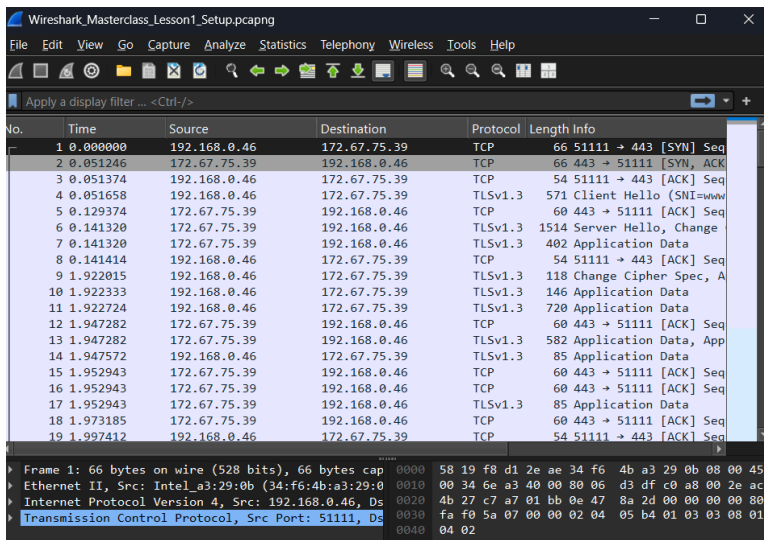 Wireshark_Masterclass_Lesson1_Setup.pcapng
File Edit View Go Capture Analyze Statistics Telephony Wireless Tools Help
Apply a display filter ... <Ctrl-/>
No. Time Source Destination Protocol Length Info
1 0.000000 192.168.0.46 172.67.75.39 TCP 66 51111 → 443 [SYN] Seq
2 0.051246 172.67.75.39 192.168.0.46 TCP 66 443 → 51111 [SYN, ACK
3 0.051374 192.168.0.46 172.67.75.39 TCP 54 51111 → 443 [ACK] Seq
4 0.051658 192.168.0.46 172.67.75.39 TLSv1.3 571 Client Hello (SNI=www
5 0.129374 172.67.75.39 192.168.0.46 TCP 60 443 → 51111 [ACK] Seq
6 0.141320 172.67.75.39 192.168.0.46 TLSv1.3 1514 Server Hello, Change
7 0.141320 172.67.75.39 192.168.0.46 TLSv1.3 402 Application Data
8 0.141414 192.168.0.46 172.67.75.39 TCP 54 51111 → 443 [ACK] Seq
9 1.922015 192.168.0.46 172.67.75.39 TLSv1.3 118 Change Cipher Spec, A
10 1.922333 192.168.0.46 172.67.75.39 TLSv1.3 146 Application Data
11 1.922724 192.168.0.46 172.67.75.39 TLSv1.3 720 Application Data
12 1.947282 172.67.75.39 192.168.0.46 TCP 60 443 → 51111 [ACK] Seq
13 1.947282 172.67.75.39 192.168.0.46 TLSv1.3 582 Application Data, App
14 1.947572 192.168.0.46 172.67.75.39 TLSv1.3 85 Application Data
15 1.952943 172.67.75.39 192.168.0.46 TCP 60 443 → 51111 [ACK] Seq
16 1.952943 172.67.75.39 192.168.0.46 TCP 60 443 → 51111 [ACK] Seq
17 1.952943 172.67.75.39 192.168.0.46 TLSv1.3 85 Application Data
18 1.973185 172.67.75.39 192.168.0.46 TCP 60 443 → 51111 [ACK] Seq
19 1.997412 192.168.0.46 172.67.75.39 TCP 54 51111 → 443 [ACK] Seq
Frame 1: 66 bytes on wire (528 bits), 66 bytes cap
Ethernet II, Src: Intel_a3:29:0b (34:f6:4b:a3:29:0
Internet Protocol Version 4, Src: 192.168.0.46, Ds
Transmission Control Protocol, Src Port: 51111, Ds
0000 58 19 f8 d1 2e ae 34 f6 4b a3 29 0b 08 00 45
0010 00 34 6e a3 40 00 80 06 d3 df c0 a8 00 2e ac
0020 4b 27 c7 a7 01 bb 0e 47 8a 2d 00 00 00 00 80
0030 fa f0 5a 07 00 00 02 04 05 b4 01 03 03 08 01
0040 04 02